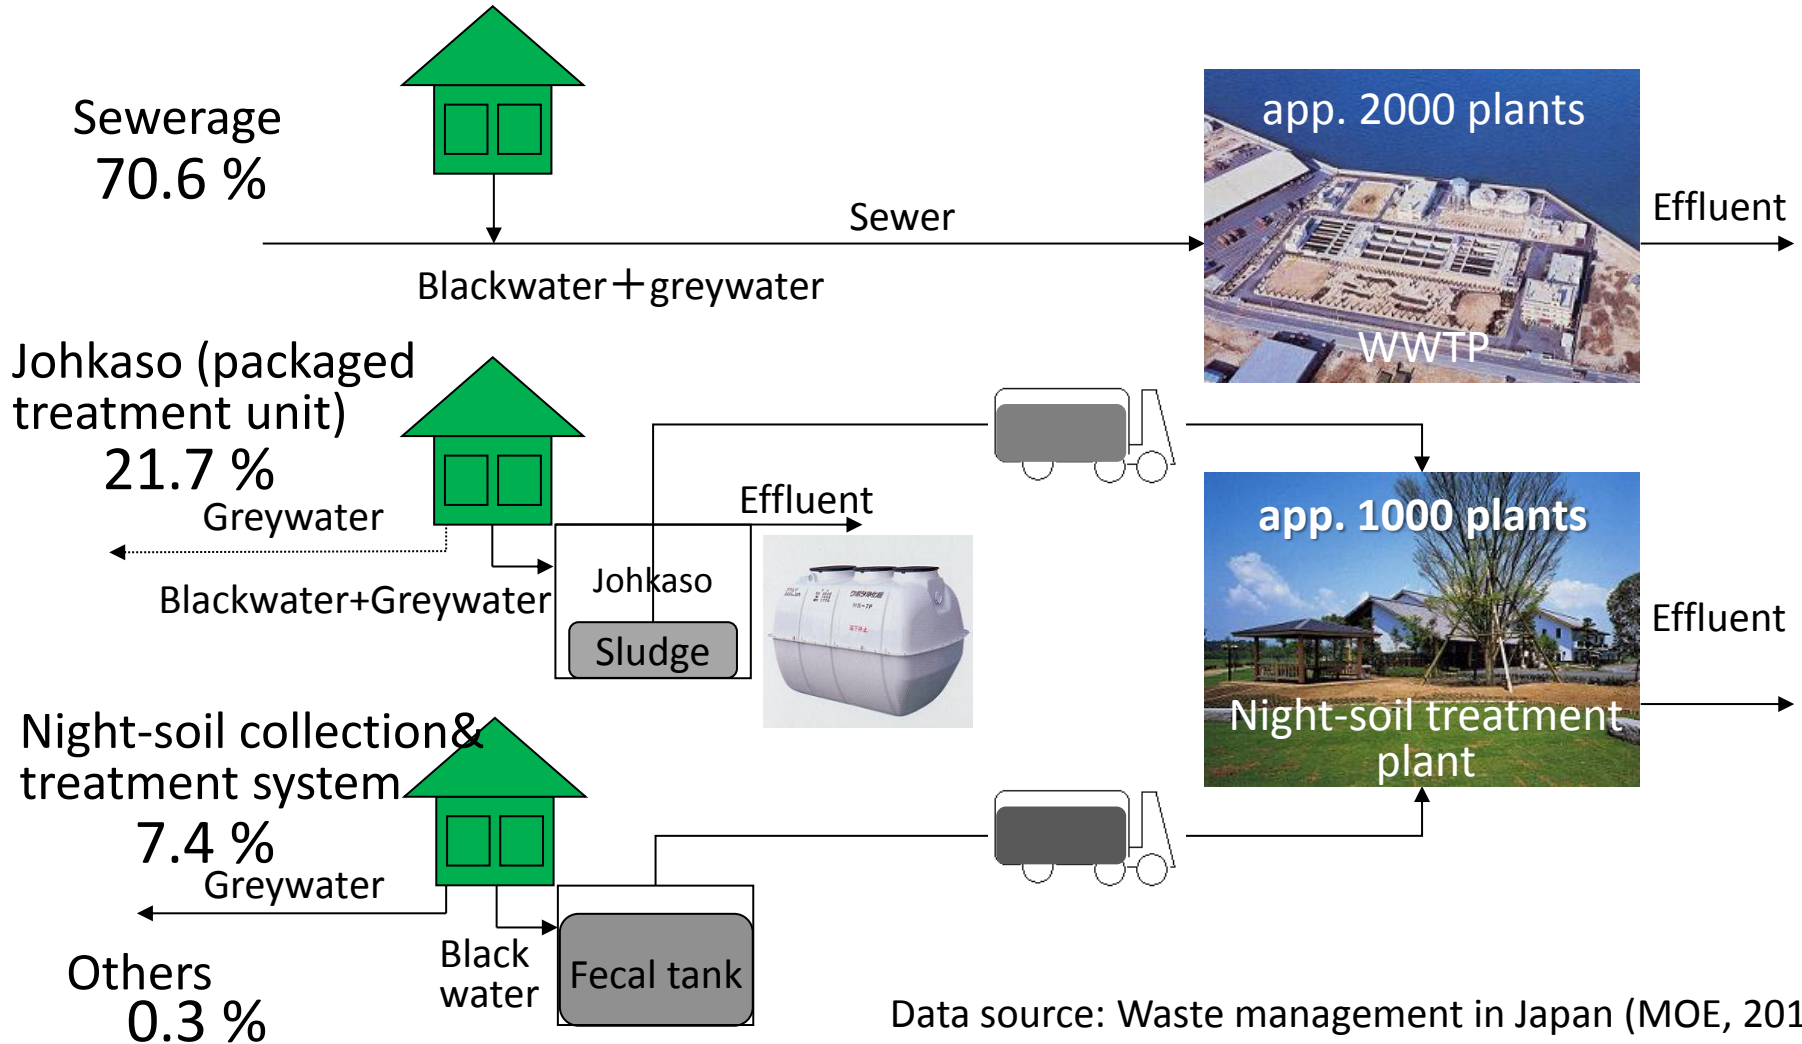 Sewerage
70.6 %
app. 2000 plants
Effluent
Sewer
Blackwater＋greywater
WWTP
Johkaso (packaged
treatment unit)
21.7 %
Greywater
Effluent
app. 1000 plants
Johkaso
Blackwater+Greywater
Sludge
Effluent
Night-soil treatment
plant
Night-soil collection&
treatment system
7.4 %
Greywater
Black
water
Fecal tank
Others
0.3 %
Data source: Waste management in Japan (MOE, 201